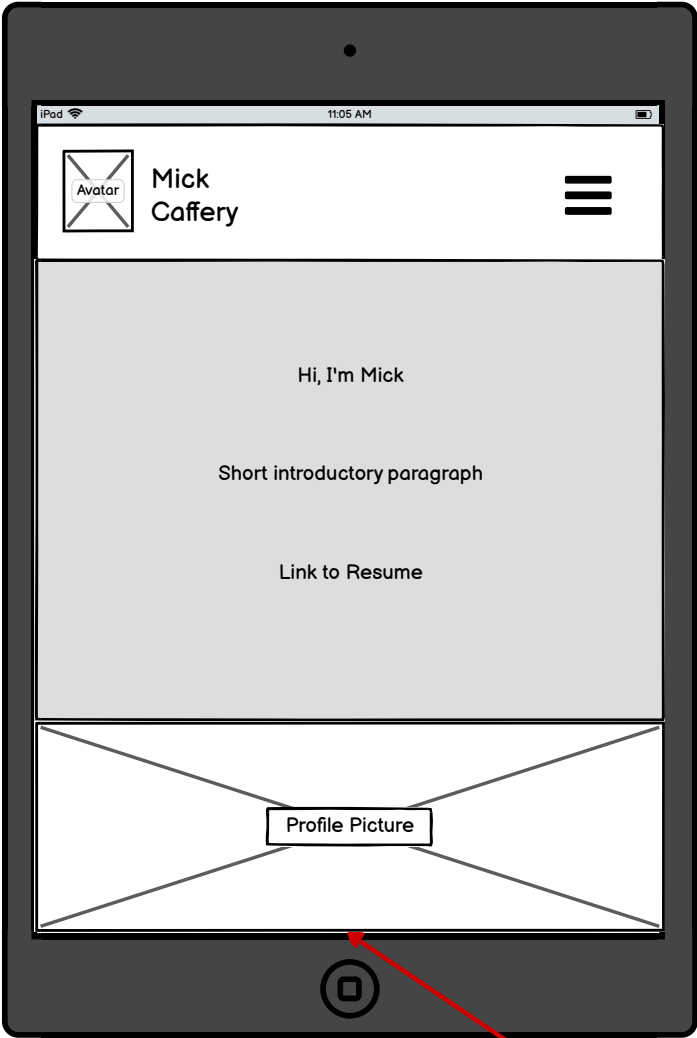 iPad
11:05 AM
Avatar
Mick
Caffery
Hi, I'm Mick
Short introductory paragraph
Link to Resume
Profile Picture